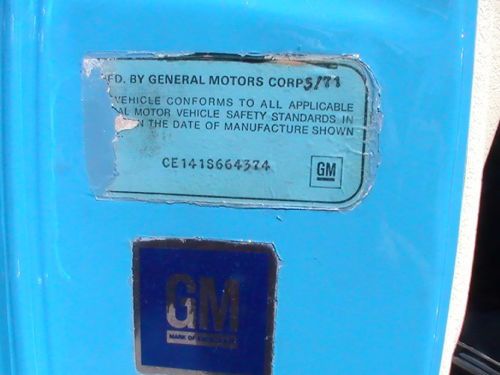 FD. BY GENERAL MOTORS CORP 3/71
VEHICLE CONFORMS TO ALL APPLICABLE
AL MOTOR VEHICLE SAFETY STANDARDS IN
ON THE DATE OF MANUFACTURE SHOWN
CE141S664374
GM
GM
MARK OF EXCELLENCE